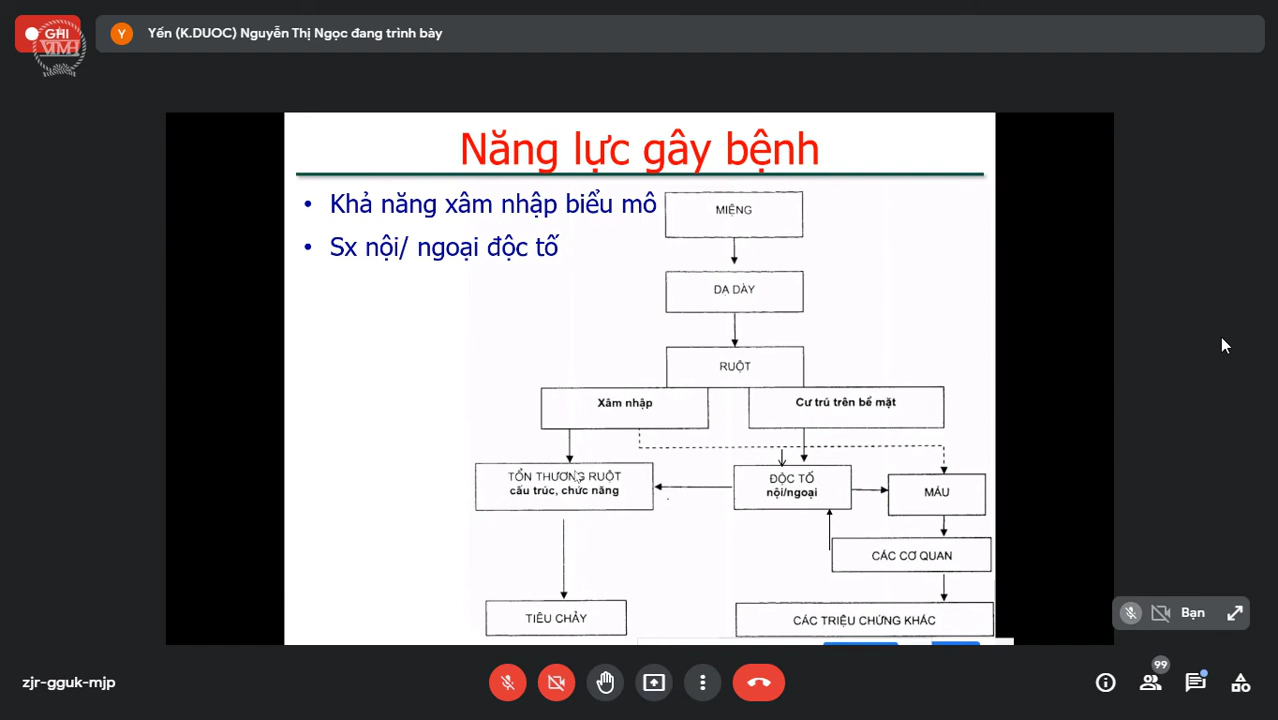 GHI
VTMH
Y
Yến (K.DUOC) Nguyễn Thị Ngọc đang trình bày
Năng lực gây bệnh
• Khả năng xâm nhập biểu mô
• Sx nội/ ngoại độc tố
MIỆNG
DẠ DÀY
RUỘT
Xâm nhập
Cư trú trên bề mặt
TỔN THƯƠNG RUỘT
cấu trúc, chức năng
ĐỘC TỐ
nội/ngoại
MÁU
CÁC CƠ QUAN
TIÊU CHẢY
CÁC TRIỆU CHỨNG KHÁC
Bạn
zjr-gguk-mjp
99